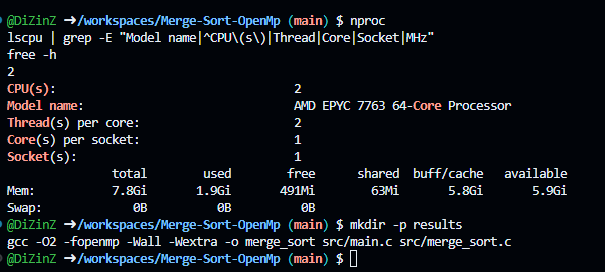 @DiZinZ ➜/workspaces/Merge-Sort-OpenMp (main) $ nproc
lscpu | grep -E "Model name|^CPU\(s\)|Thread|Core|Socket|MHz"
free -h
2
CPU(s):                          2
Model name:                      AMD EPYC 7763 64-Core Processor
Thread(s) per core:              2
Core(s) per socket:              1
Socket(s):                       1
               total        used        free      shared  buff/cache   available
Mem:           7.8Gi       1.9Gi       491Mi        63Mi       5.8Gi       5.9Gi
Swap:             0B          0B          0B
@DiZinZ ➜/workspaces/Merge-Sort-OpenMp (main) $ mkdir -p results
gcc -O2 -fopenmp -Wall -Wextra -o merge_sort src/main.c src/merge_sort.c
@DiZinZ ➜/workspaces/Merge-Sort-OpenMp (main) $